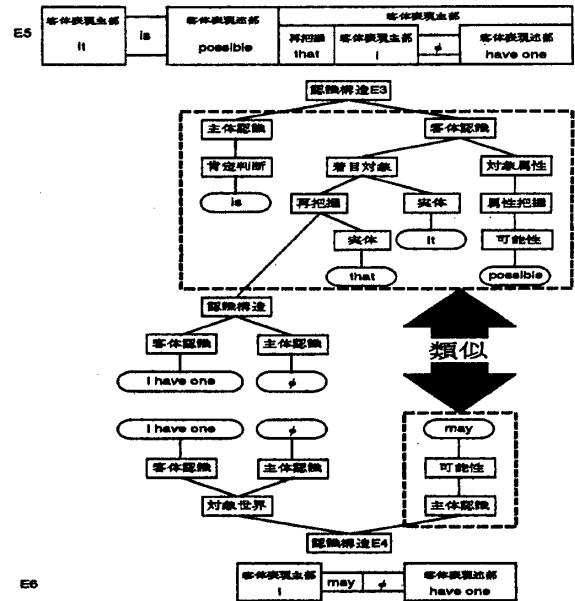 客体表現主部 客体表現述部 客体表現主部
E5 it is possible 再把握 客体表現主部 φ 客体表現述部
that I have one
認識構造E3
主体認識 客体認識
肯定判断 着目対象 対象属性
is 再把握 実体 属性把握
実体 it 可能性
that possible
認識構造
客体認識 主体認識
I have one φ
類似
I have one φ may
客体認識 主体認識 可能性
対象世界 主体認識
認識構造E4
客体表現主部 客体表現述部
E6 I may φ have one